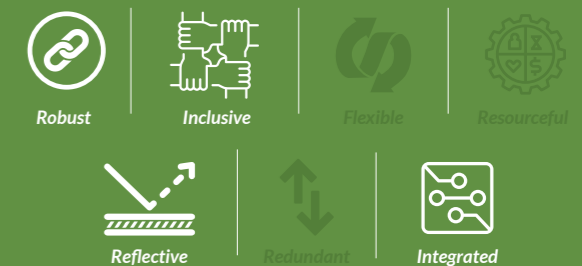 Robust
Inclusive
Flexible
Resourceful
Reflective
Redundant
Integrated